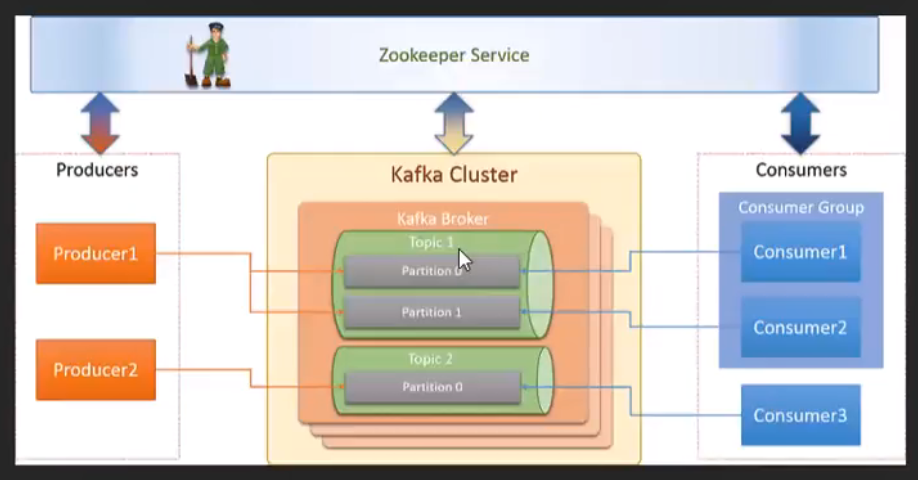 Zookeeper Service
Producers
Kafka Cluster
Consumers
Kafka Broker
Consumer Group
Topic 1
Producer1
Consumer1
Partition 0
Partition 1
Consumer2
Topic 2
Producer2
Partition 0
Consumer3